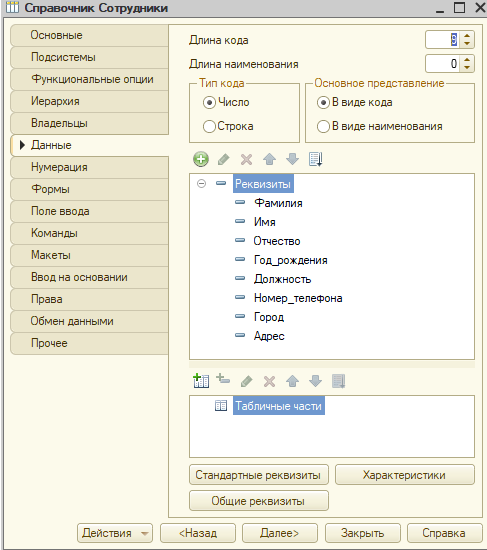 Справочник Сотрудники
Основные
Подсистемы
Функциональные опции
Иерархия
Владельцы
Данные
Нумерация
Формы
Поле ввода
Команды
Макеты
Ввод на основании
Права
Обмен данными
Прочее
Длина кода
Длина наименования 0
Тип кода
Число
Строка
Основное представление
В виде кода
В виде наименования
Реквизиты
Фамилия
Имя
Отчество
Год_рождения
Должность
Номер_телефона
Город
Адрес
Табличные части
Стандартные реквизиты
Характеристики
Общие реквизиты
Действия
<Назад
Далее>
Закрыть
Справка